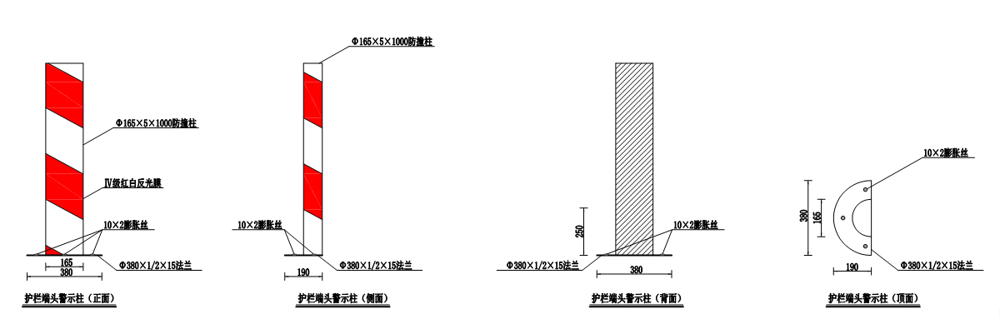 Φ165×5×1000防撞柱
Ⅳ级红白反光膜
10×2膨胀丝
Φ380×1/2×15法兰
165
380
护栏端头警示柱（正面）
Φ165×5×1000防撞柱
10×2膨胀丝
Φ380×1/2×15法兰
190
护栏端头警示柱（侧面）
250
10×2膨胀丝
Φ380×1/2×15法兰
380
护栏端头警示柱（背面）
10×2膨胀丝
380
165
190
Φ380×1/2×15法兰
护栏端头警示柱（顶面）